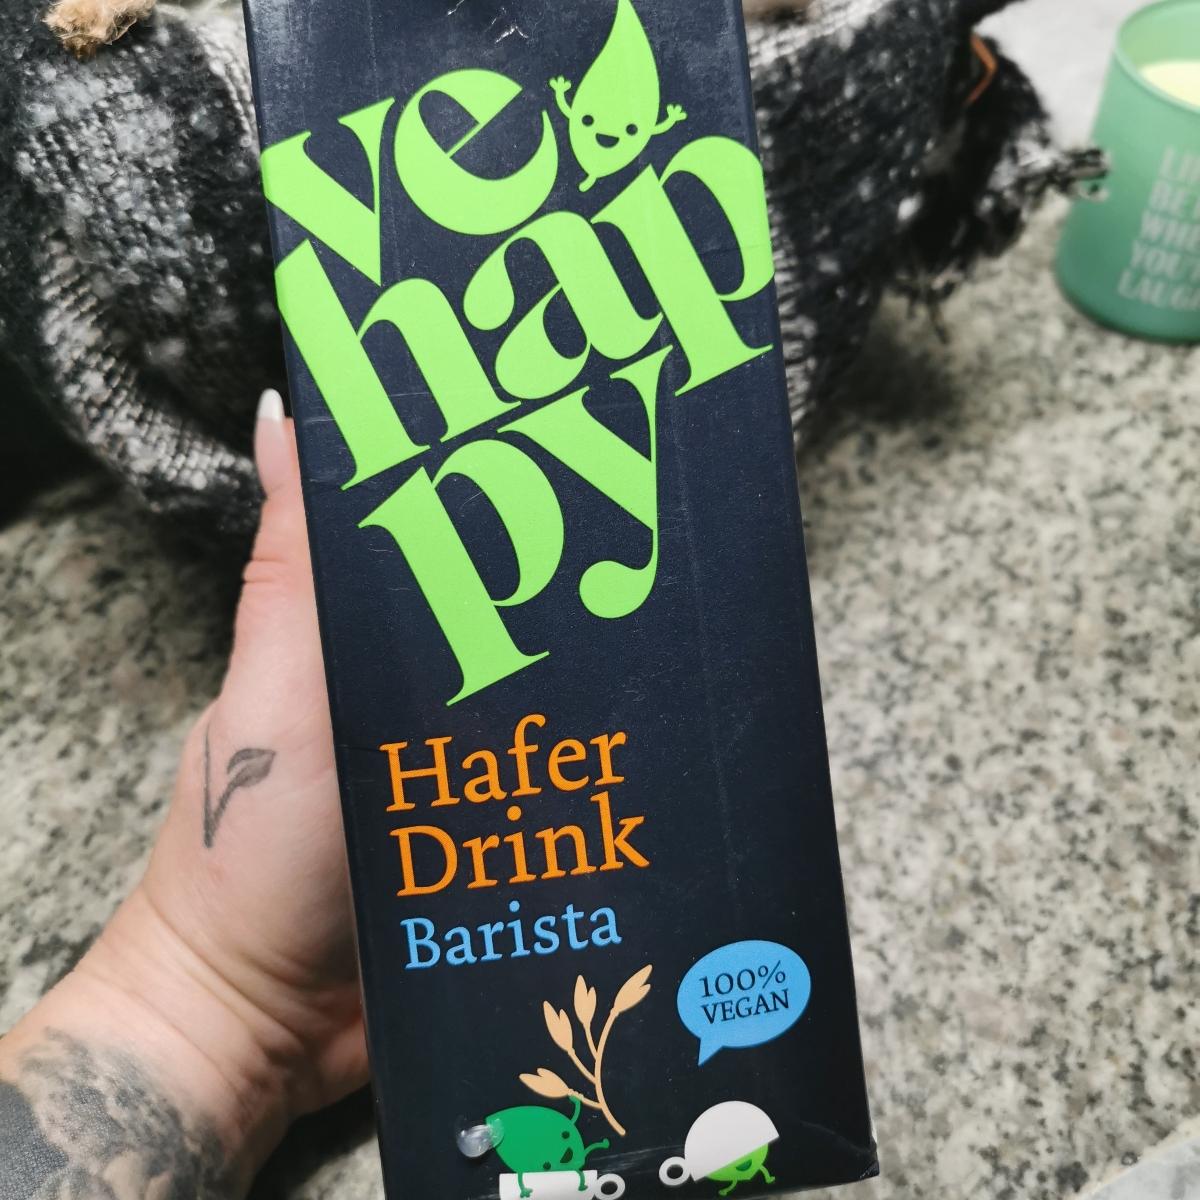 ve
hap
py
Hafer
Drink
Barista
100%
VEGAN